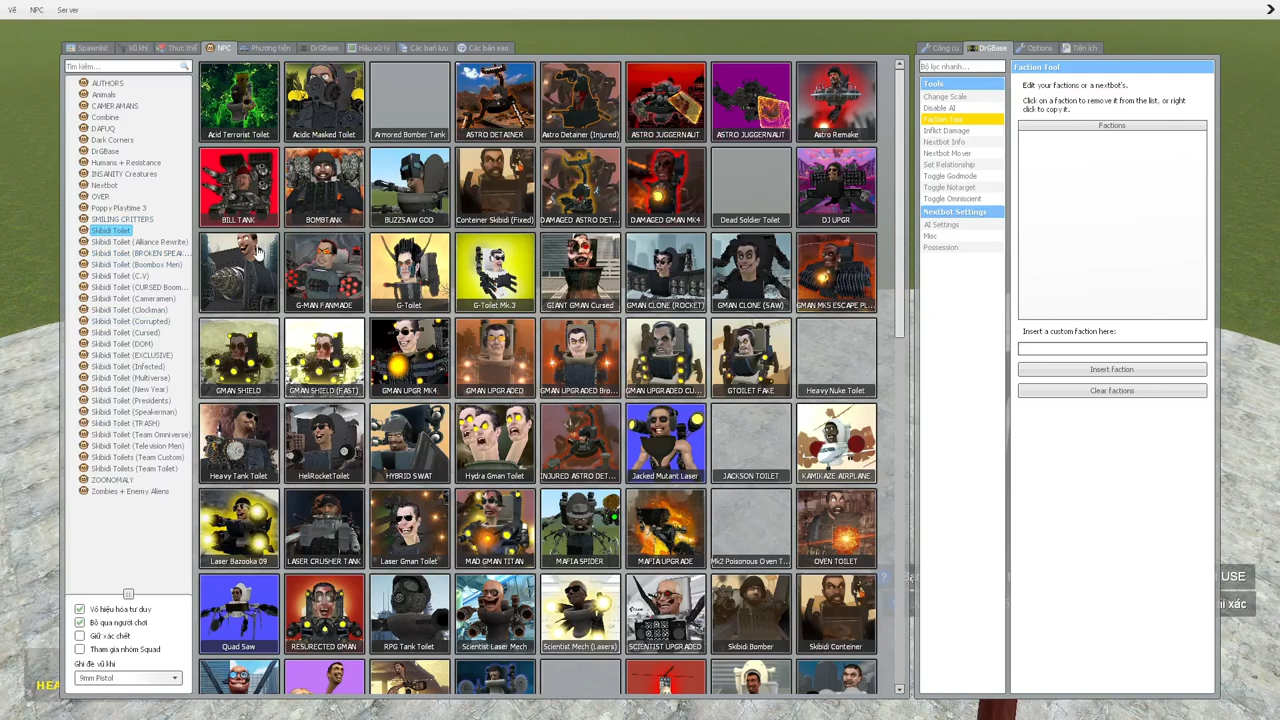 Vẽ NPC Server
Spawnlist Vũ khí Thực thể NPC Phương tiện DrGBase Hậu xử lý Các bản lưu Các bản sao
Công cụ DrGBase Options Tiện ích
Tìm kiếm...
AUTHORS
Animals
CAMERAMANS
Combine
DAFUQ
Dark Corners
DrGBase
Humans + Resistance
INSANITY Creatures
Nextbot
OVER
Poppy Playtime 3
SMILING CRITTERS
Skibidi Toilet
Skibidi Toilet (Alliance Rewrite)
Skibidi Toilet (BROKEN SPEAK...
Skibidi Toilet (Boombox Men)
Skibidi Toilet (C.V)
Skibidi Toilet (CURSED Boom...
Skibidi Toilet (Cameramen)
Skibidi Toilet (Clockman)
Skibidi Toilet (Corrupted)
Skibidi Toilet (Cursed)
Skibidi Toilet (DOM)
Skibidi Toilet (EXCLUSIVE)
Skibidi Toilet (Infected)
Skibidi Toilet (Multiverse)
Skibidi Toilet (New Year)
Skibidi Toilet (Presidents)
Skibidi Toilet (Speakerman)
Skibidi Toilet (TRASH)
Skibidi Toilet (Team Omniverse)
Skibidi Toilet (Television Men)
Skibidi Toilets (Team Custom)
Skibidi Toilets (Team Toilet)
ZOONOMALY
Zombies + Enemy Aliens
Vô hiệu hóa tư duy
Bỏ qua người chơi
Giữ xác chết
Tham gia nhóm Squad
Ghi đè vũ khí
9mm Pistol
Acid Terrorist Toilet Acidic Masked Toilet Armored Bomber Tank ASTRO DETAINER Astro Detainer (Injured) ASTRO JUGGERNAUT ASTRO JUGGERNAUT Astro Remake
BILL TANK BOMBTANK BUZZSAW GOD Conteiner Skibidi (Fixed) DAMAGED ASTRO DET... DAMAGED GMAN MK4 Dead Soldier Toilet DJ UPGR
G-MAN FANMADE G-Toilet G-Toilet Mk.3 GIANT GMAN Cursed GMAN CLONE (ROCKET) GMAN CLONE (SAW) GMAN MK5 ESCAPE PL...
GMAN SHIELD GMAN SHIELD (FAST) GMAN UPGR MK4 GMAN UPGRADED GMAN UPGRADED Bro... GMAN UPGRADED CU... GTOILET FAKE Heavy Nuke Toilet
Heavy Tank Toilet HeliRocketToilet HYBRID SWAT Hydra Gman Toilet INJURED ASTRO DET... Jacked Mutant Laser JACKSON TOILET KAMIKAZE AIRPLANE
Laser Bazooka 09 LASER CRUSHER TANK Laser Gman Toilet MAD GMAN TITAN MAFIA SPIDER MAFIA UPGRADE Mk2 Poisonous Oven T... OVEN TOILET
Quad Saw RESURECTED GMAN RPG Tank Toilet Scientist Laser Mech Scientist Mech (Lasers) SCIENTIST UPGRADED Skibidi Bomber Skibidi Conteiner
Bộ lọc nhanh...
Tools
Change Scale
Disable AI
Faction Tool
Inflict Damage
Nextbot Info
Nextbot Mover
Set Relationship
Toggle Godmode
Toggle Notarget
Toggle Omniscient
Nextbot Settings
AI Settings
Misc
Possession
Faction Tool
Edit your factions or a nextbot's.
Click on a faction to remove it from the list, or right
click to copy it.
Factions
Insert a custom faction here:
Insert faction
Clear factions
USE
i xác
HEA